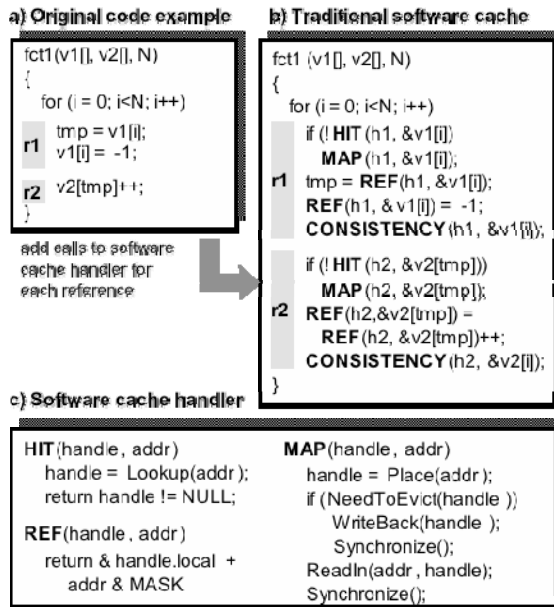 a) Original code example
fct1(v1[], v2[], N)
{
for (i = 0; i<N; i++)
r1
tmp = v1[i];
v1[i] = -1;
r2
v2[tmp]++;
}
add calls to software
cache handler for
each reference
b) Traditional software cache
fct1 (v1[], v2[], N)
{
for (i = 0; i<N; i++)
r1
if (! HIT (h1, &v1[i])
MAP (h1, &v1[i]);
tmp = REF(h1, &v1[i]);
REF(h1, &v1[i]) = -1;
CONSISTENCY (h1, &v1[i]);
r2
if (! HIT (h2, &v2[tmp]))
MAP (h2, &v2[tmp]);
REF(h2,&v2[tmp]) =
REF(h2, &v2[tmp])++;
CONSISTENCY (h2, &v2[i];
}
c) Software cache handler
HIT(handle, addr)
handle = Lookup(addr);
return handle != NULL;
REF(handle, addr)
return & handle.local +
addr & MASK
MAP(handle, addr)
handle = Place(addr);
if (NeedToEvict(handle ))
WriteBack(handle );
Synchronize();
ReadIn(addr, handle);
Synchronize();